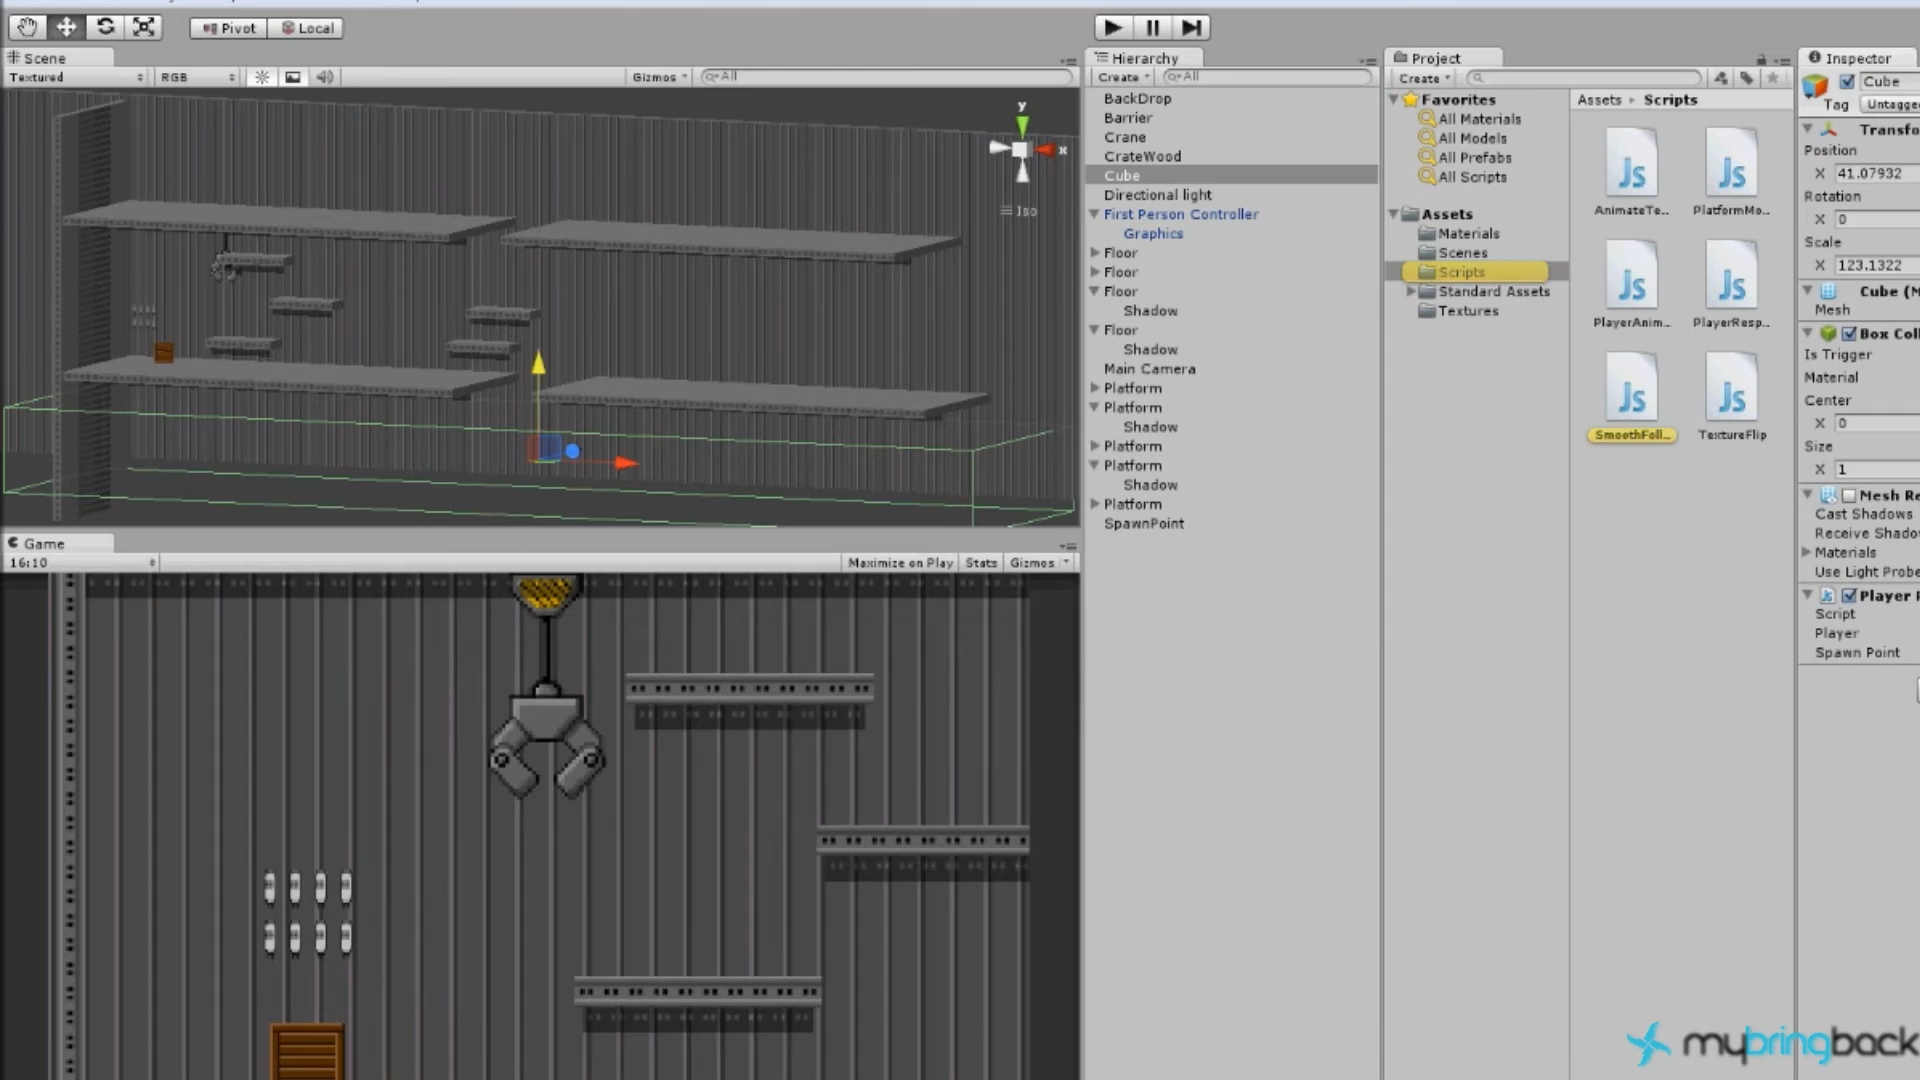 Pivot
Local
Scene
Textured
RGB
Gizmos
All
y
x
Iso
Game
16:10
Maximize on Play
Stats
Gizmos
Hierarchy
Create
All
BackDrop
Barrier
Crane
CrateWood
Cube
Directional light
First Person Controller
Graphics
Floor
Floor
Floor
Shadow
Floor
Shadow
Main Camera
Platform
Platform
Shadow
Platform
Platform
Shadow
Platform
SpawnPoint
Project
Create
Favorites
All Materials
All Models
All Prefabs
All Scripts
Assets
Materials
Scenes
Scripts
Standard Assets
Textures
Assets Scripts
Js
Js
AnimateTe...
PlatformMo...
Js
Js
PlayerAnim...
PlayerResp...
Js
Js
SmoothFoll...
TextureFlip
Inspector
Cube
Tag Untagged
Transfo
Position
X 41.07932
Rotation
X 0
Scale
X 123.1322
Cube (M
Mesh
Box Coll
Is Trigger
Material
Center
X 0
Size
X 1
Mesh Re
Cast Shadows
Receive Shado
Materials
Use Light Probe
Player
Script
Player
Spawn Point
mybringback